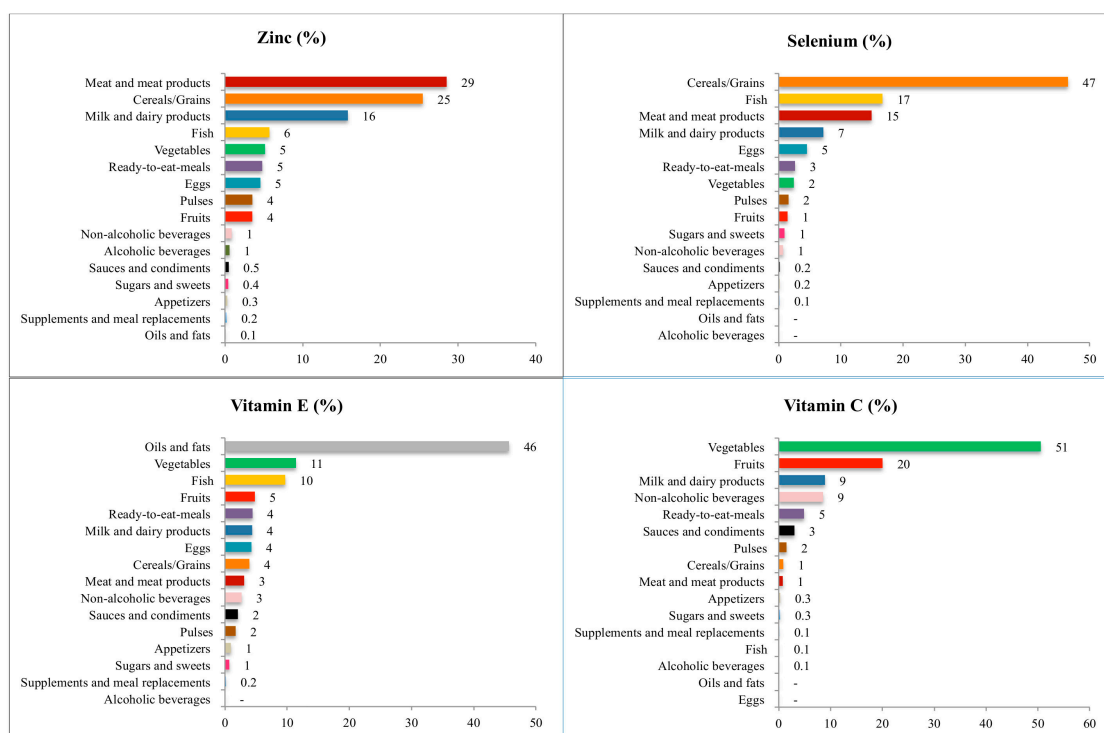 Zinc (%)
Meat and meat products 29
Cereals/Grains 25
Milk and dairy products 16
Fish 6
Vegetables 5
Ready-to-eat-meals 5
Eggs 5
Pulses 4
Fruits 4
Non-alcoholic beverages 1
Alcoholic beverages 1
Sauces and condiments 0.5
Sugars and sweets 0.4
Appetizers 0.3
Supplements and meal replacements 0.2
Oils and fats 0.1
0 10 20 30 40
Selenium (%)
Cereals/Grains 47
Fish 17
Meat and meat products 15
Milk and dairy products 7
Eggs 5
Ready-to-eat-meals 3
Vegetables 2
Pulses 2
Fruits 1
Sugars and sweets 1
Non-alcoholic beverages 1
Sauces and condiments 0.2
Appetizers 0.2
Supplements and meal replacements 0.1
Oils and fats -
Alcoholic beverages -
0 10 20 30 40 50
Vitamin E (%)
Oils and fats 46
Vegetables 11
Fish 10
Fruits 5
Ready-to-eat-meals 4
Milk and dairy products 4
Eggs 4
Cereals/Grains 4
Meat and meat products 3
Non-alcoholic beverages 3
Sauces and condiments 2
Pulses 2
Appetizers 1
Sugars and sweets 1
Supplements and meal replacements 0.2
Alcoholic beverages -
0 10 20 30 40 50
Vitamin C (%)
Vegetables 51
Fruits 20
Milk and dairy products 9
Non-alcoholic beverages 9
Ready-to-eat-meals 5
Sauces and condiments 3
Pulses 2
Cereals/Grains 1
Meat and meat products 1
Appetizers 0.3
Sugars and sweets 0.3
Supplements and meal replacements 0.1
Fish 0.1
Alcoholic beverages 0.1
Oils and fats -
Eggs -
0 10 20 30 40 50 60